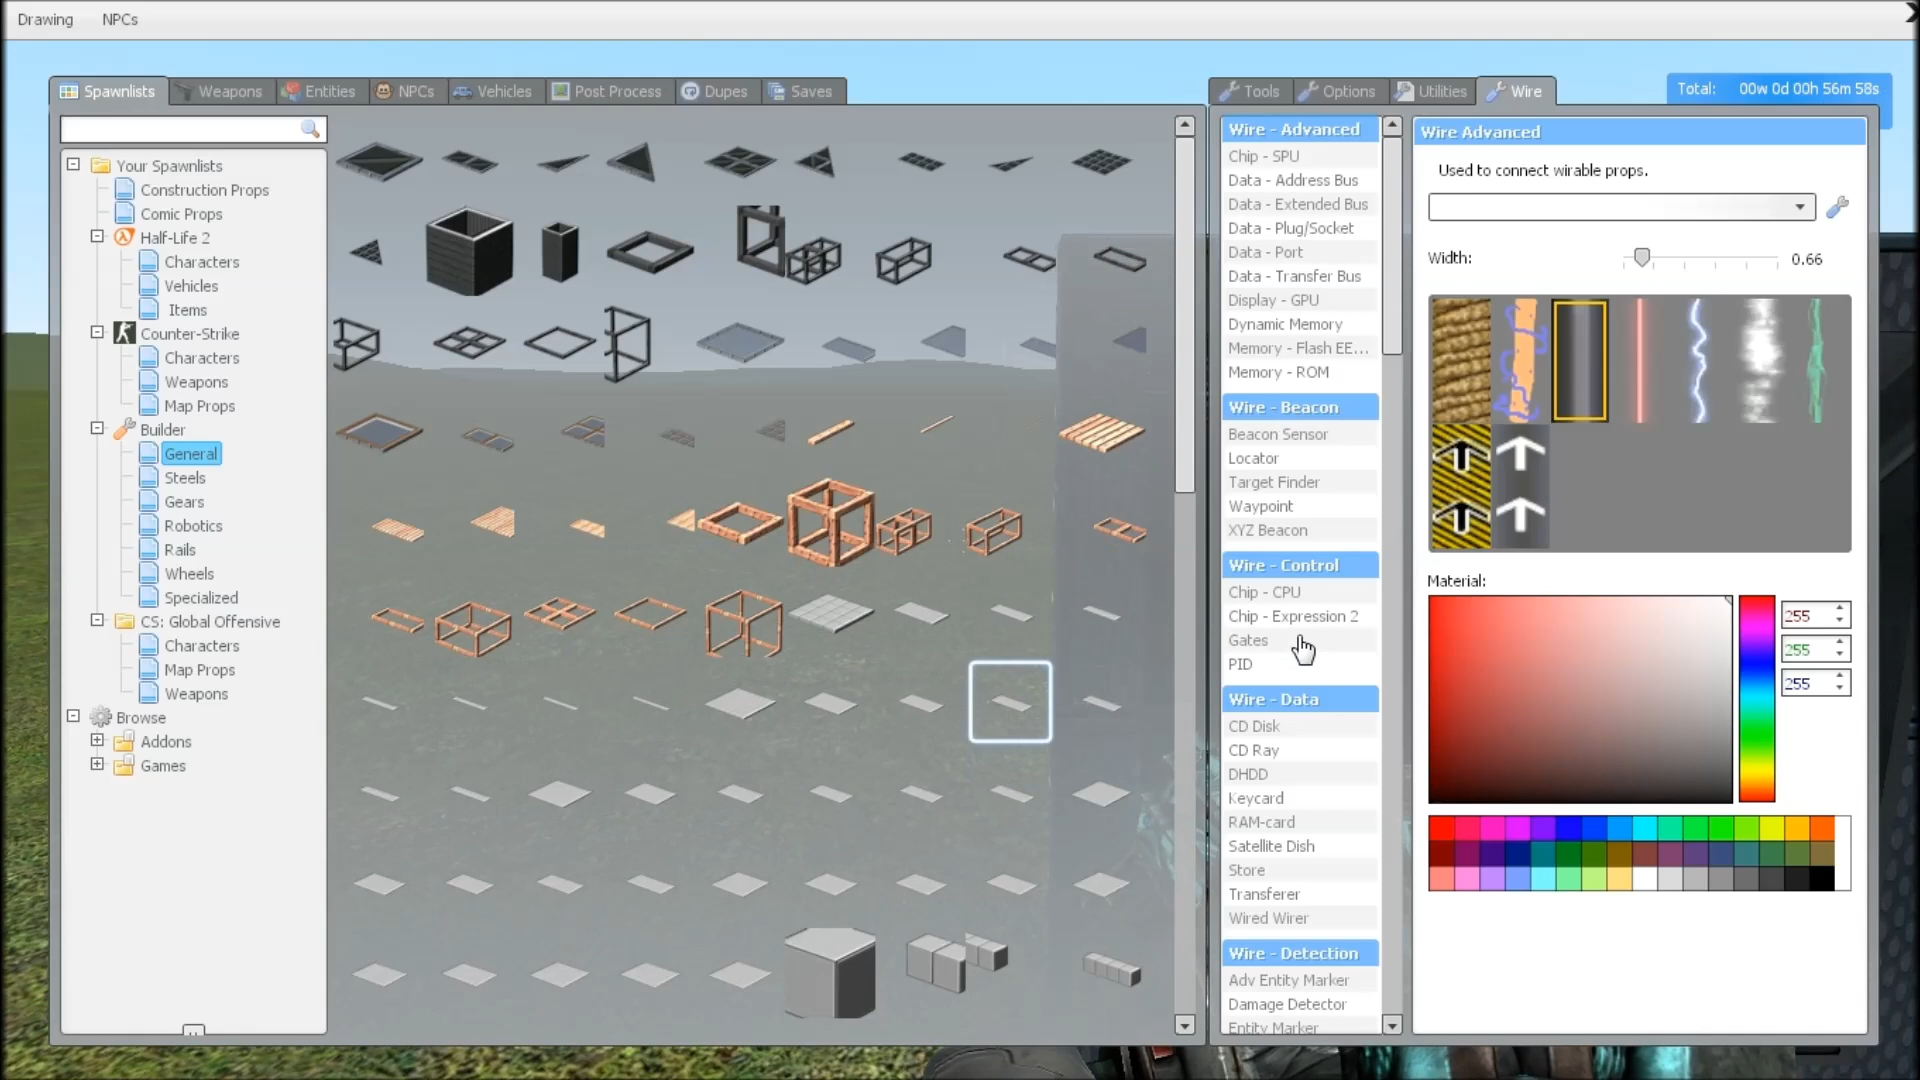 Drawing NPCs
Spawnlists Weapons Entities NPCs Vehicles Post Process Dupes Saves
Tools Options Utilities Wire
Total: 00w 0d 00h 56m 58s
Your Spawnlists
Construction Props
Comic Props
Half-Life 2
Characters
Vehicles
Items
Counter-Strike
Characters
Weapons
Map Props
Builder
General
Steels
Gears
Robotics
Rails
Wheels
Specialized
CS: Global Offensive
Characters
Map Props
Weapons
Browse
Addons
Games
Wire - Advanced
Chip - SPU
Data - Address Bus
Data - Extended Bus
Data - Plug/Socket
Data - Port
Data - Transfer Bus
Display - GPU
Dynamic Memory
Memory - Flash EE...
Memory - ROM
Wire - Beacon
Beacon Sensor
Locator
Target Finder
Waypoint
XYZ Beacon
Wire - Control
Chip - CPU
Chip - Expression 2
Gates
PID
Wire - Data
CD Disk
CD Ray
DHDD
Keycard
RAM-card
Satellite Dish
Store
Transferer
Wired Wirer
Wire - Detection
Adv Entity Marker
Damage Detector
Entity Marker
Wire Advanced
Used to connect wirable props.
Width: 0.66
Material:
255
255
255